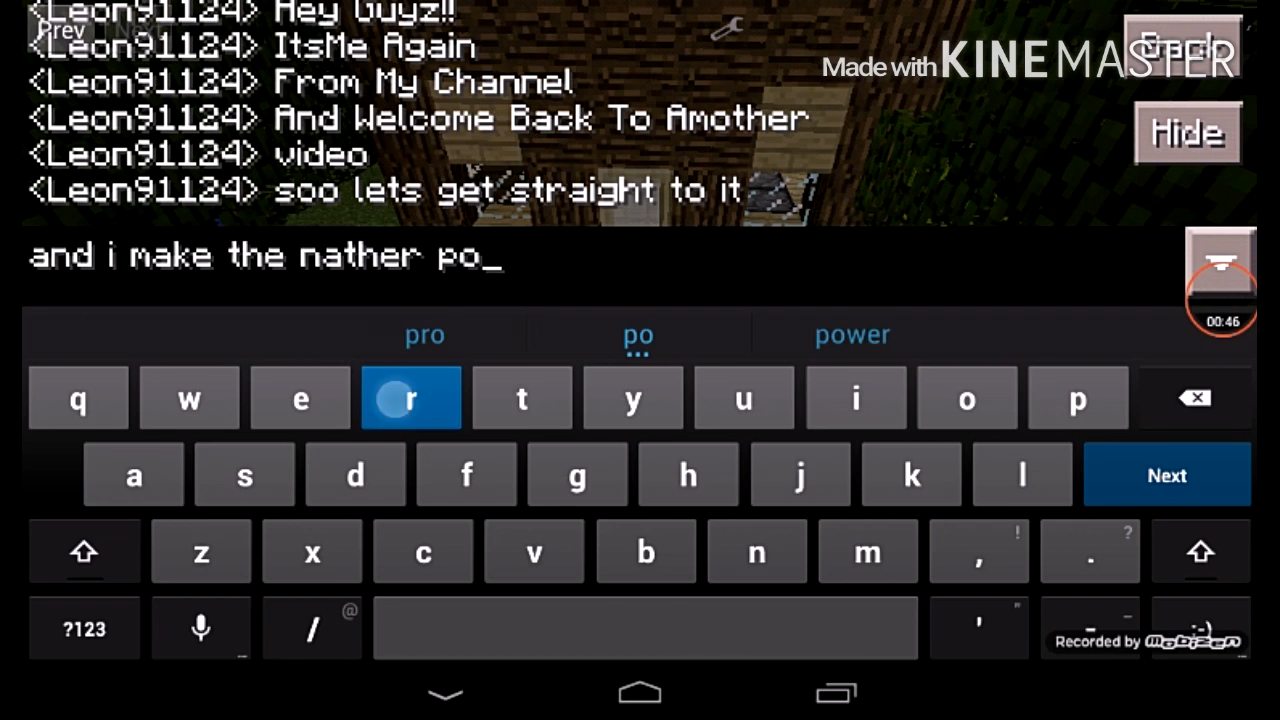 <Leon91124> Hey Guyz!!
Prev
<Leon91124> ItsMe Again
Made with KINEMASTER
<Leon91124> From My Channel
<Leon91124> And Welcome Back To Amother
Hide
<Leon91124> video
<Leon91124> soo lets get straight to it
and i make the nather po_
00:46
pro po power
q w e r t y u i o p
a s d f g h j k l Next
z x c v b n m , ! . ?
?123 / @ ' " - _ :-)
Recorded by mobizen